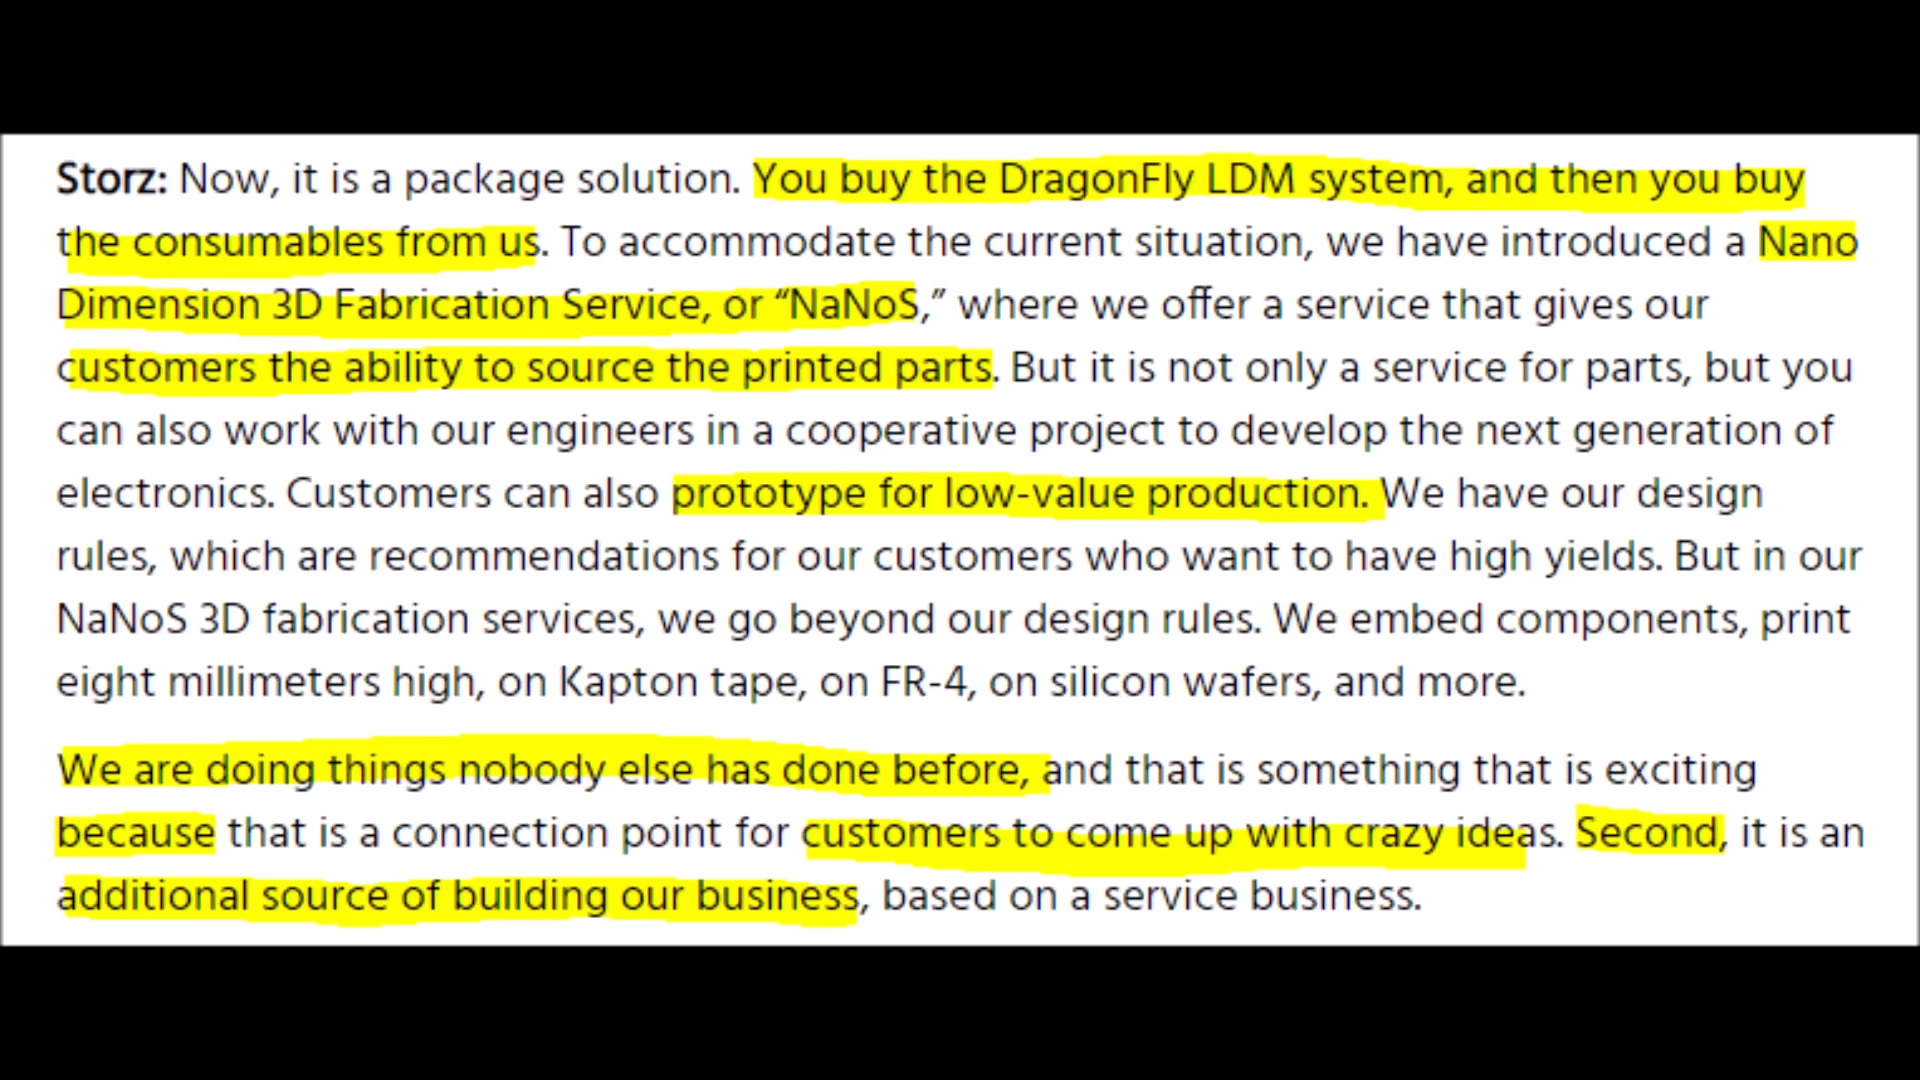 Storz: Now, it is a package solution. You buy the DragonFly LDM system, and then you buy
the consumables from us. To accommodate the current situation, we have introduced a Nano
Dimension 3D Fabrication Service, or “NaNoS,” where we offer a service that gives our
customers the ability to source the printed parts. But it is not only a service for parts, but you
can also work with our engineers in a cooperative project to develop the next generation of
electronics. Customers can also prototype for low-value production. We have our design
rules, which are recommendations for our customers who want to have high yields. But in our
NaNoS 3D fabrication services, we go beyond our design rules. We embed components, print
eight millimeters high, on Kapton tape, on FR-4, on silicon wafers, and more.
We are doing things nobody else has done before, and that is something that is exciting
because that is a connection point for customers to come up with crazy ideas. Second, it is an
additional source of building our business, based on a service business.